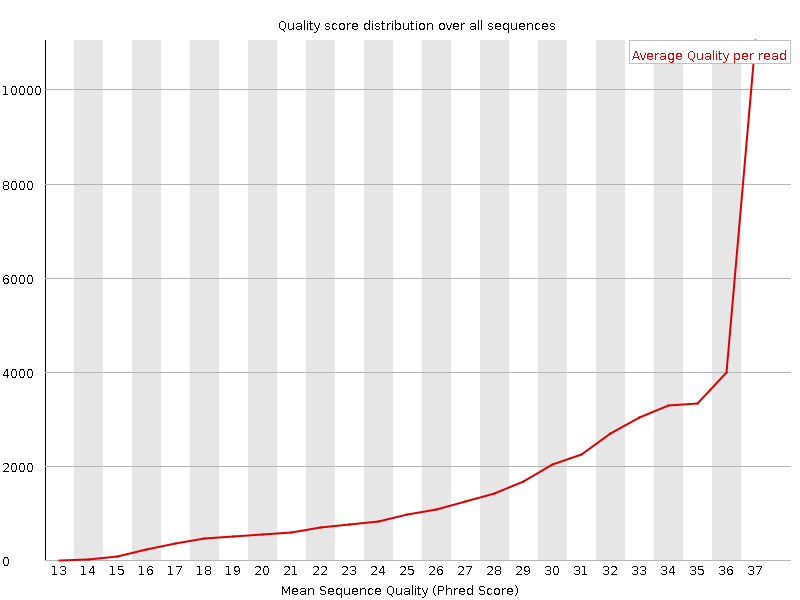 Quality score distribution over all sequences
Average Quality per read
10000
8000
6000
4000
2000
0
13 14 15 16 17 18 19 20 21 22 23 24 25 26 27 28 29 30 31 32 33 34 35 36 37
Mean Sequence Quality (Phred Score)